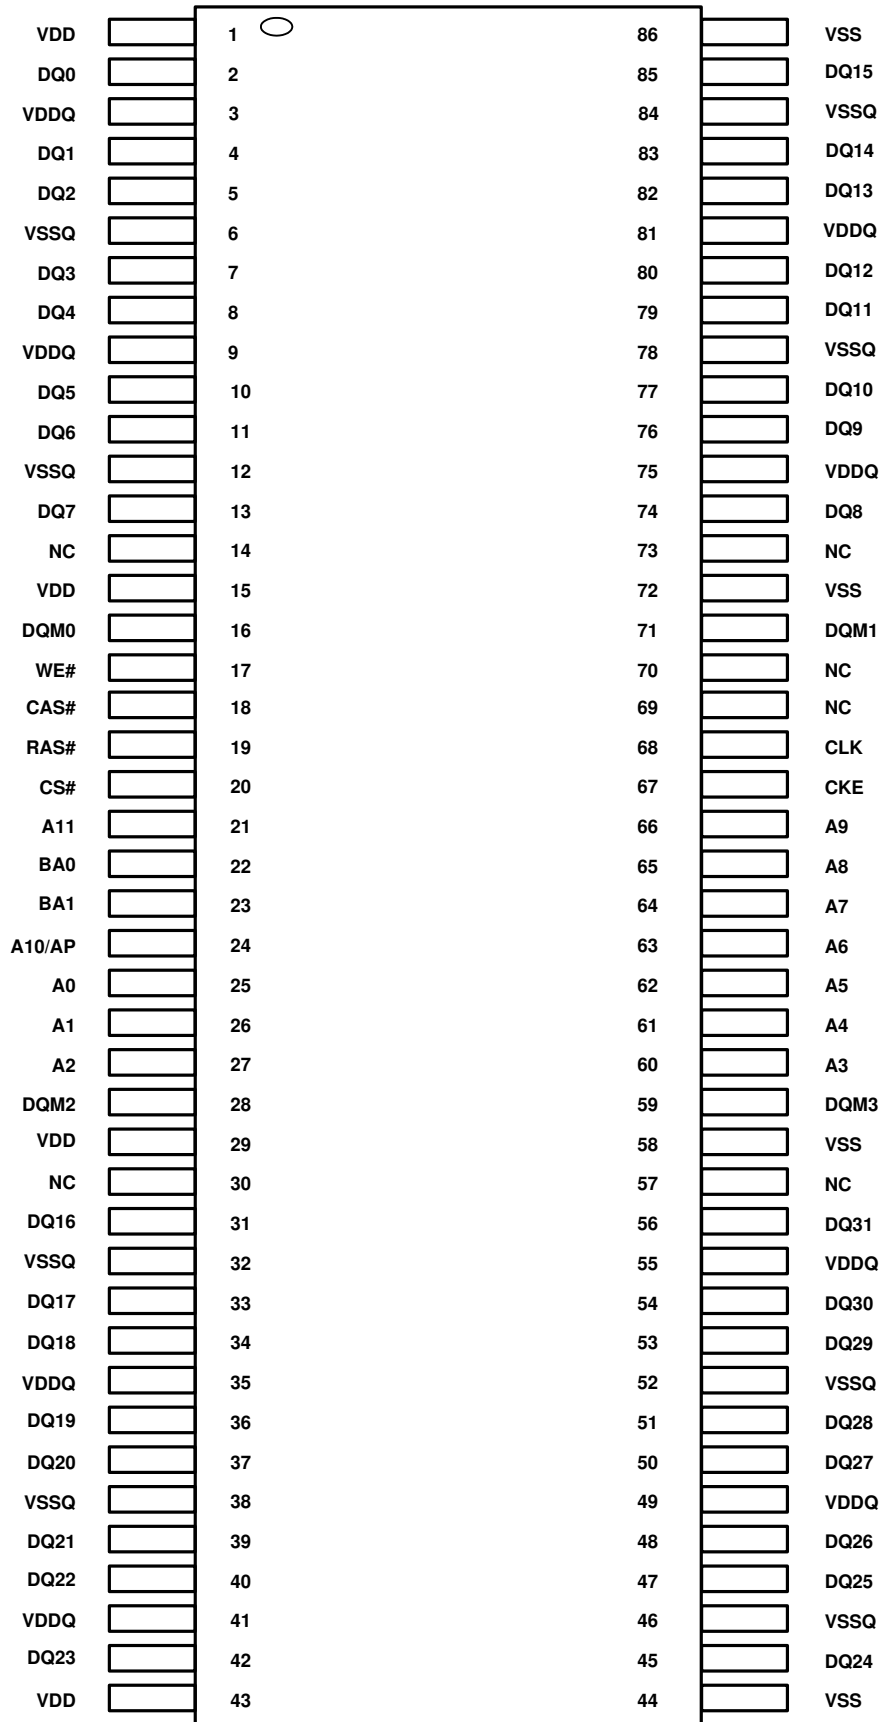 VDD 1 86 VSS
DQ0 2 85 DQ15
VDDQ 3 84 VSSQ
DQ1 4 83 DQ14
DQ2 5 82 DQ13
VSSQ 6 81 VDDQ
DQ3 7 80 DQ12
DQ4 8 79 DQ11
VDDQ 9 78 VSSQ
DQ5 10 77 DQ10
DQ6 11 76 DQ9
VSSQ 12 75 VDDQ
DQ7 13 74 DQ8
NC 14 73 NC
VDD 15 72 VSS
DQM0 16 71 DQM1
WE# 17 70 NC
CAS# 18 69 NC
RAS# 19 68 CLK
CS# 20 67 CKE
A11 21 66 A9
BA0 22 65 A8
BA1 23 64 A7
A10/AP 24 63 A6
A0 25 62 A5
A1 26 61 A4
A2 27 60 A3
DQM2 28 59 DQM3
VDD 29 58 VSS
NC 30 57 NC
DQ16 31 56 DQ31
VSSQ 32 55 VDDQ
DQ17 33 54 DQ30
DQ18 34 53 DQ29
VDDQ 35 52 VSSQ
DQ19 36 51 DQ28
DQ20 37 50 DQ27
VSSQ 38 49 VDDQ
DQ21 39 48 DQ26
DQ22 40 47 DQ25
VDDQ 41 46 VSSQ
DQ23 42 45 DQ24
VDD 43 44 VSS